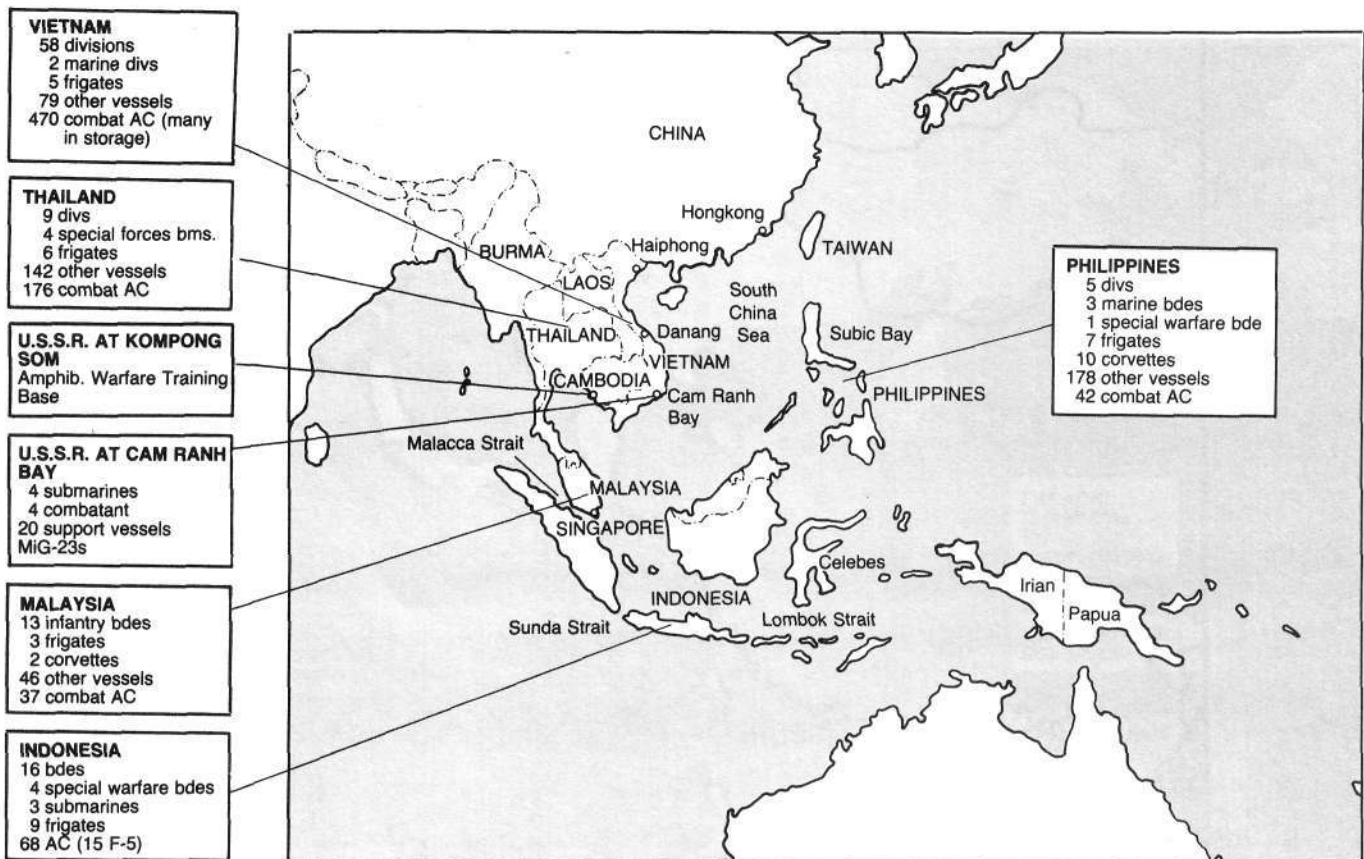 VIETNAM
58 divisions
2 marine divs
5 frigates
79 other vessels
470 combat AC (many
in storage)
THAILAND
9 divs
4 special forces bms.
6 frigates
142 other vessels
176 combat AC
U.S.S.R. AT KOMPONG
SOM
Amphib. Warfare Training
Base
U.S.S.R. AT CAM RANH
BAY
4 submarines
4 combatant
20 support vessels
MiG-23s
MALAYSIA
13 infantry bdes
3 frigates
2 corvettes
46 other vessels
37 combat AC
INDONESIA
16 bdes
4 special warfare bdes
3 submarines
9 frigates
68 AC (15 F-5)
CHINA
Hongkong
Haiphong
BURMA
TAIWAN
LAOS
South
China
Sea
THAILAND
Danang
Subic Bay
VIETNAM
CAMBODIA
Cam Ranh
Bay
PHILIPPINES
Malacca Strait
MALAYSIA
SINGAPORE
Celebes
INDONESIA
Sunda Strait
Lombok Strait
Irian
Papua
PHILIPPINES
5 divs
3 marine bdes
1 special warfare bde
7 frigates
10 corvettes
178 other vessels
42 combat AC